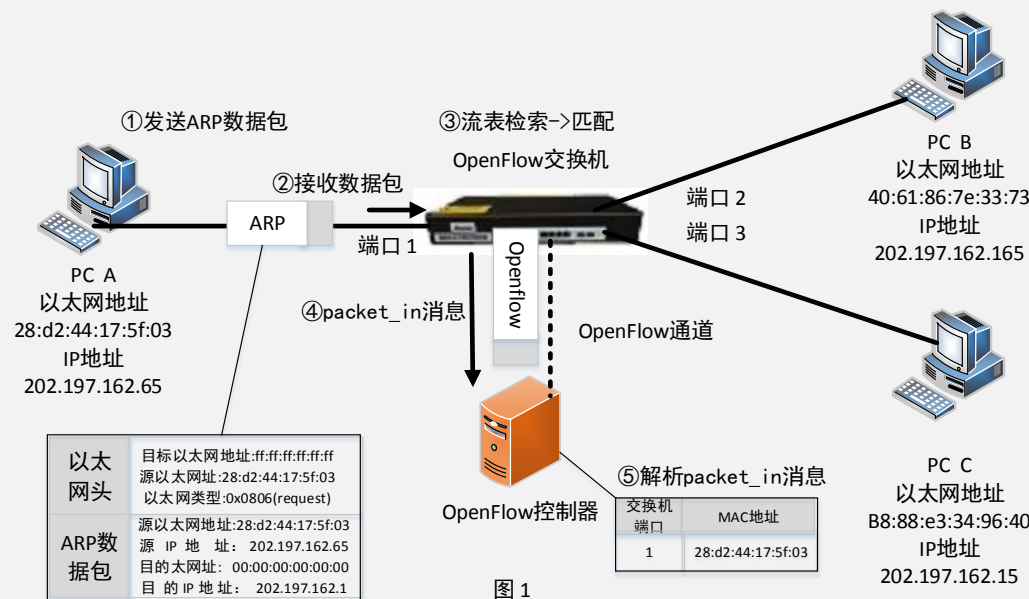 ①发送ARP数据包
③流表检索->匹配
OpenFlow交换机
②接收数据包
ARP
端口 1
端口 2
端口 3
PC B
以太网地址
40:61:86:7e:33:73
IP地址
202.197.162.165
PC A
以太网地址
28:d2:44:17:5f:03
IP地址
202.197.162.65
Openflow
④packet_in消息
OpenFlow通道
OpenFlow控制器
⑤解析packet_in消息
交换机端口 MAC地址
1 28:d2:44:17:5f:03
PC C
以太网地址
B8:88:e3:34:96:40
IP地址
202.197.162.15
以太网头
目标以太网地址:ff:ff:ff:ff:ff:ff
源以太网址:28:d2:44:17:5f:03
以太网类型:0x0806(request)
ARP数据包
源以太网地址:28:d2:44:17:5f:03
源 IP 地 址: 202.197.162.65
目的太网址: 00:00:00:00:00:00
目 的 IP 地 址: 202.197.162.1
图 1